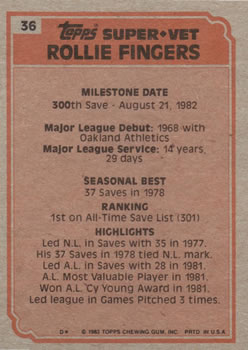 36
Topps SUPER•VET
ROLLIE FINGERS
MILESTONE DATE
300th Save - August 21, 1982
Major League Debut: 1968 with
Oakland Athletics
Major League Service: 14 years,
29 days
SEASONAL BEST
37 Saves in 1978
RANKING
1st on All-Time Save List (301)
HIGHLIGHTS
Led N.L. in Saves with 35 in 1977.
His 37 Saves in 1978 tied N.L. mark.
Led A.L. in Saves with 28 in 1981.
A.L. Most Valuable Player in 1981.
Won A.L. Cy Young Award in 1981.
Led league in Games Pitched 3 times.
D* © 1983 TOPPS CHEWING GUM, INC. PRTD. IN U.S.A.